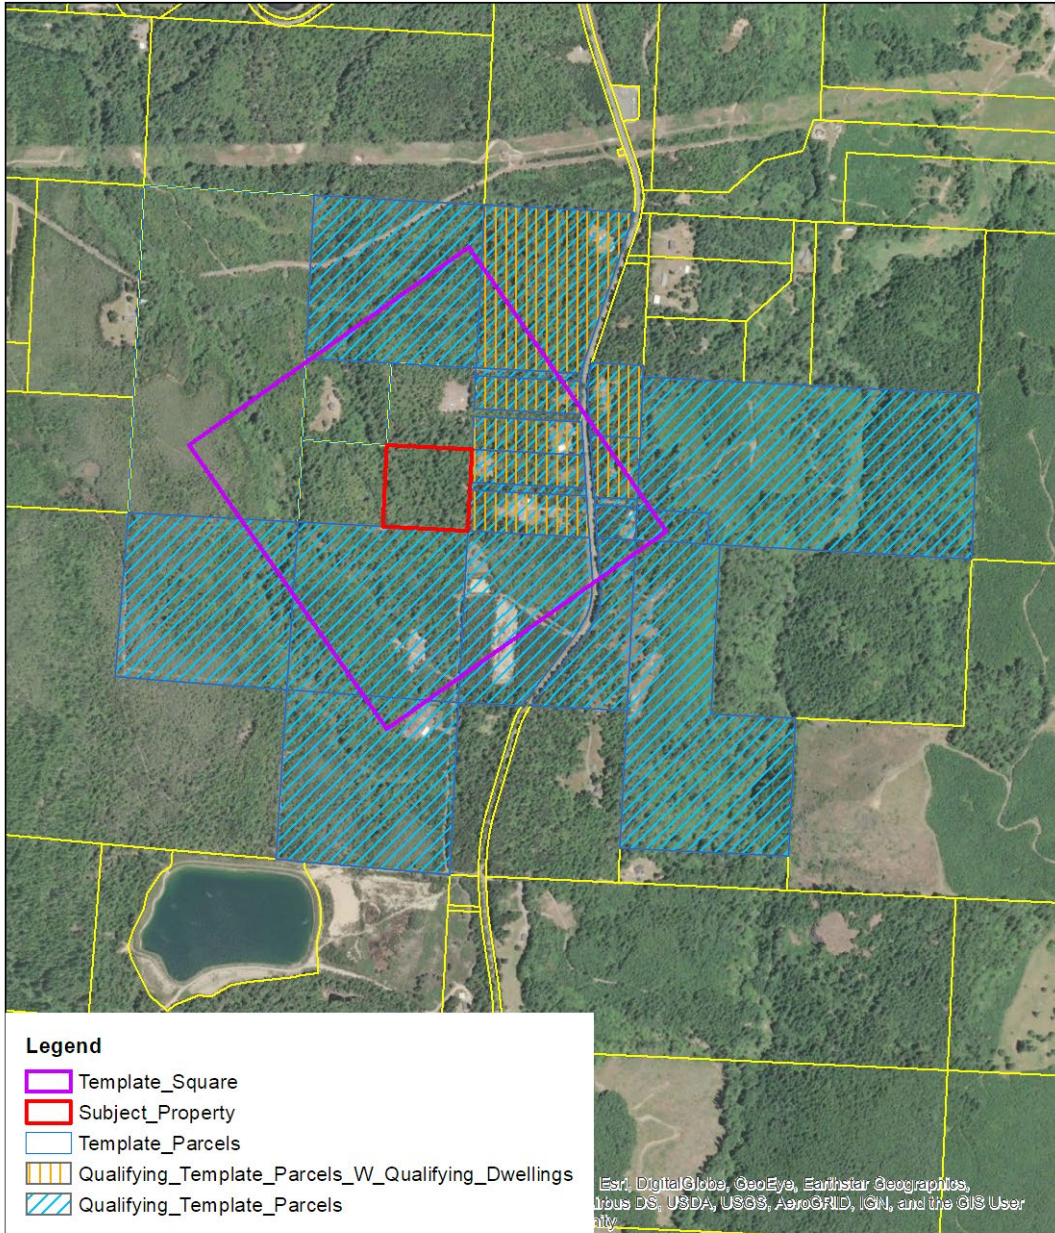 Legend
Template_Square
Subject_Property
Template_Parcels
Qualifying_Template_Parcels_W_Qualifying_Dwellings
Qualifying_Template_Parcels
Esri, DigitalGlobe, GeoEye, Earthstar Geographics,
DS, USDA, USGS, AeroGRID, IGN, and the GIS User